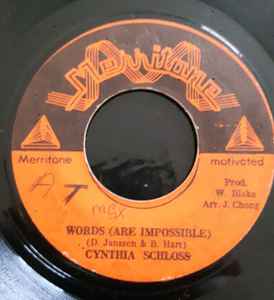 Merritone
Merritone
motivated
Prod.
W. Blake
Arr. J. Chong
A T
WORDS (ARE IMPOSSIBLE)
(D. Janssen & B. Hart)
CYNTHIA SCHLOSS